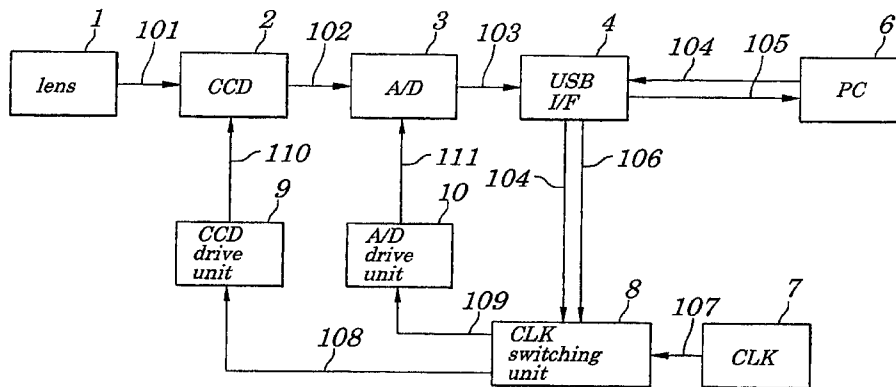 1
101
2
102
3
103
4
104
105
6
lens
CCD
A/D
USB
I/F
PC
110
111
104
106
9
10
CCD
drive
unit
A/D
drive
unit
109
8
107
7
108
CLK
switching
unit
CLK